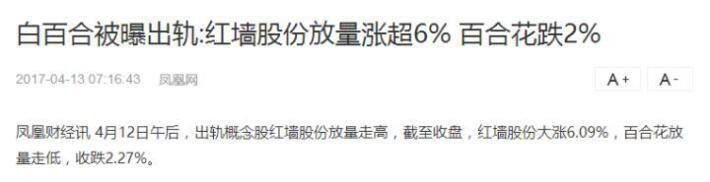 白百合被曝出轨:红墙股份放量涨超6% 百合花跌2%
2017-04-13 07:16:43 凤凰网 A+ A-
凤凰财经讯 4月12日午后，出轨概念股红墙股份放量走高，截至收盘，红墙股份大涨6.09%，百合花放
量走低，收跌2.27%。